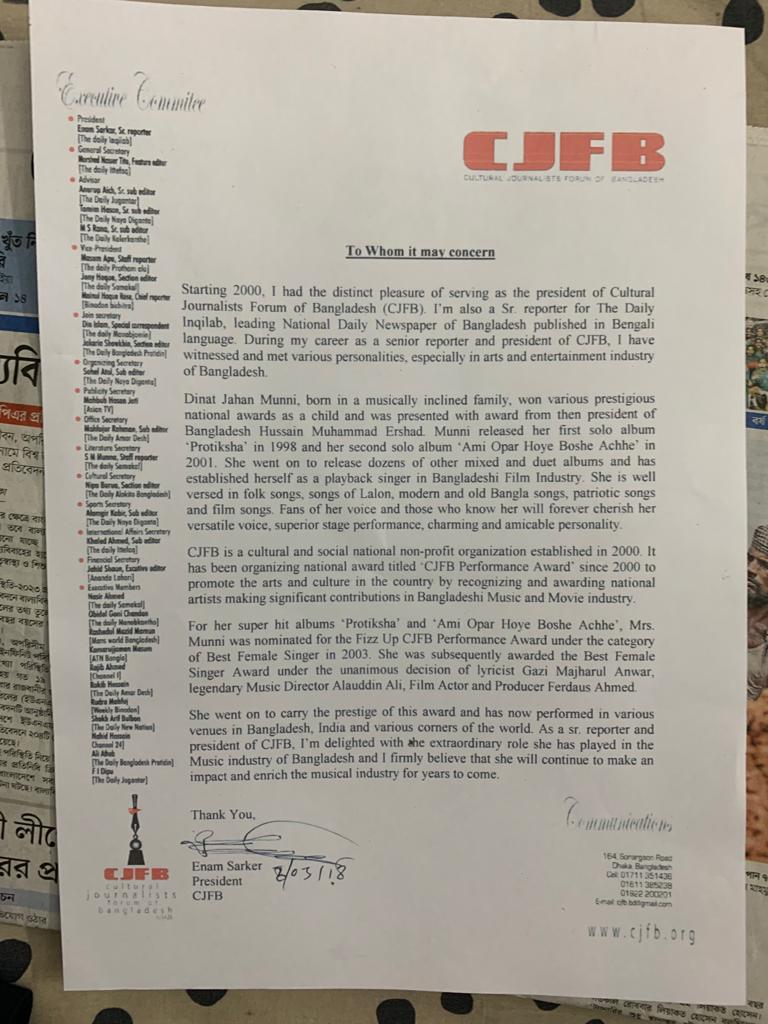 Executive Commitee
President
Enam Sarkar, Sr. reporter
[The daily Inqilab]
General Secretary
Morshed Naser Tito, Feature editor
[The daily Ittefaq]
Advisor
Anurup Aich, Sr. sub editor
[The Daily Jugantar]
Tamim Hasan, Sr. sub editor
[The Daily Naya Diganta]
M S Rana, Sr. sub editor
[The Daily Kalerkantho]
Vice-President
Masum Apu, Staff reporter
[The daily Prothom alo]
Jony Hoque, Section editor
[The daily Samakal]
Moinul Haque Rose, Chief reporter
[Binodon bichitra]
Join secretary
Din Islam, Special correspondent
[The daily Manabjamin]
Jakaria Showkhin, Section editor
[The Daily Bangladesh Protidin]
Organizing Secretary
Sohel Atol, Sub editor
[The Daily Naya Diganta]
Publicity Secretary
Mahbub Hasan Joti
[Asian TV]
Office Secretary
Mahfujur Rahman, Sub editor
[The Daily Amar Desh]
Literature Secretary
S M Munna, Staff reporter
[The daily Samakal]
Cultural Secretary
Nipu Barua, Section editor
[The Daily Alokito Bangladesh]
Sports Secretary
Alamgir Kabir, Sub editor
[The Daily Naya Diganta]
International Affairs Secretary
Khaled Ahmed, Sub editor
[The daily Ittefaq]
Financial Secretary
Jahid Shaun, Excutive editor
[Ananda Lahari]
Executive Members
Nasir Ahmed
[The daily Samakal]
Obidul Goni Chandan
[The daily Manobkantho]
Rashedul Mazid Mamun
[Mans world Bangladesh]
Kamarujjaman Masum
[ATN Bangla]
Rajib Ahmed
[Channel I]
Rakib Hossain
[The Daily Amar Desh]
Rudro Mahfuj
[Weekly Binodon]
Shakh Arif Bulbon
[The Daily New Nation]
Nahid Hossain
Channel 24]
Ali Aftab
[The Daily Bangladesh Protidin]
F I Dipu
[The Daily Jugantar]
CJFB
cultural
journalists
forum of
bangladesh
CJFB
CULTURAL JOURNALISTS FORUM OF BANGLADESH
To Whom it may concern
Starting 2000, I had the distinct pleasure of serving as the president of Cultural
Journalists Forum of Bangladesh (CJFB). I'm also a Sr. reporter for The Daily
Inqilab, leading National Daily Newspaper of Bangladesh published in Bengali
language. During my career as a senior reporter and president of CJFB, I have
witnessed and met various personalities, especially in arts and entertainment industry
of Bangladesh.
Dinat Jahan Munni, born in a musically inclined family, won various prestigious
national awards as a child and was presented with award from then president of
Bangladesh Hussain Muhammad Ershad. Munni released her first solo album
'Protiksha' in 1998 and her second solo album 'Ami Opar Hoye Boshe Achhe' in
2001. She went on to release dozens of other mixed and duet albums and has
established herself as a playback singer in Bangladeshi Film Industry. She is well
versed in folk songs, songs of Lalon, modern and old Bangla songs, patriotic songs
and film songs. Fans of her voice and those who know her will forever cherish her
versatile voice, superior stage performance, charming and amicable personality.
CJFB is a cultural and social national non-profit organization established in 2000. It
has been organizing national award titled 'CJFB Performance Award' since 2000 to
promote the arts and culture in the country by recognizing and awarding national
artists making significant contributions in Bangladeshi Music and Movie industry.
For her super hit albums 'Protiksha' and 'Ami Opar Hoye Boshe Achhe', Mrs.
Munni was nominated for the Fizz Up CJFB Performance Award under the category
of Best Female Singer in 2003. She was subsequently awarded the Best Female
Singer Award under the unanimous decision of lyricist Gazi Majharul Anwar,
legendary Music Director Alauddin Ali, Film Actor and Producer Ferdaus Ahmed.
She went on to carry the prestige of this award and has now performed in various
venues in Bangladesh, India and various corners of the world. As a sr. reporter and
president of CJFB, I'm delighted with the extraordinary role she has played in the
Music industry of Bangladesh and I firmly believe that she will continue to make an
impact and enrich the musical industry for years to come.
Thank You,
Enam Sarker
President
CJFB
Communications
164, Sonargaon Road
Dhaka, Bangladesh
Cell: 01711 351436
01611 385238
01922 200201
E-mail: cjfb.bd@gmail.com
www.cjfb.org